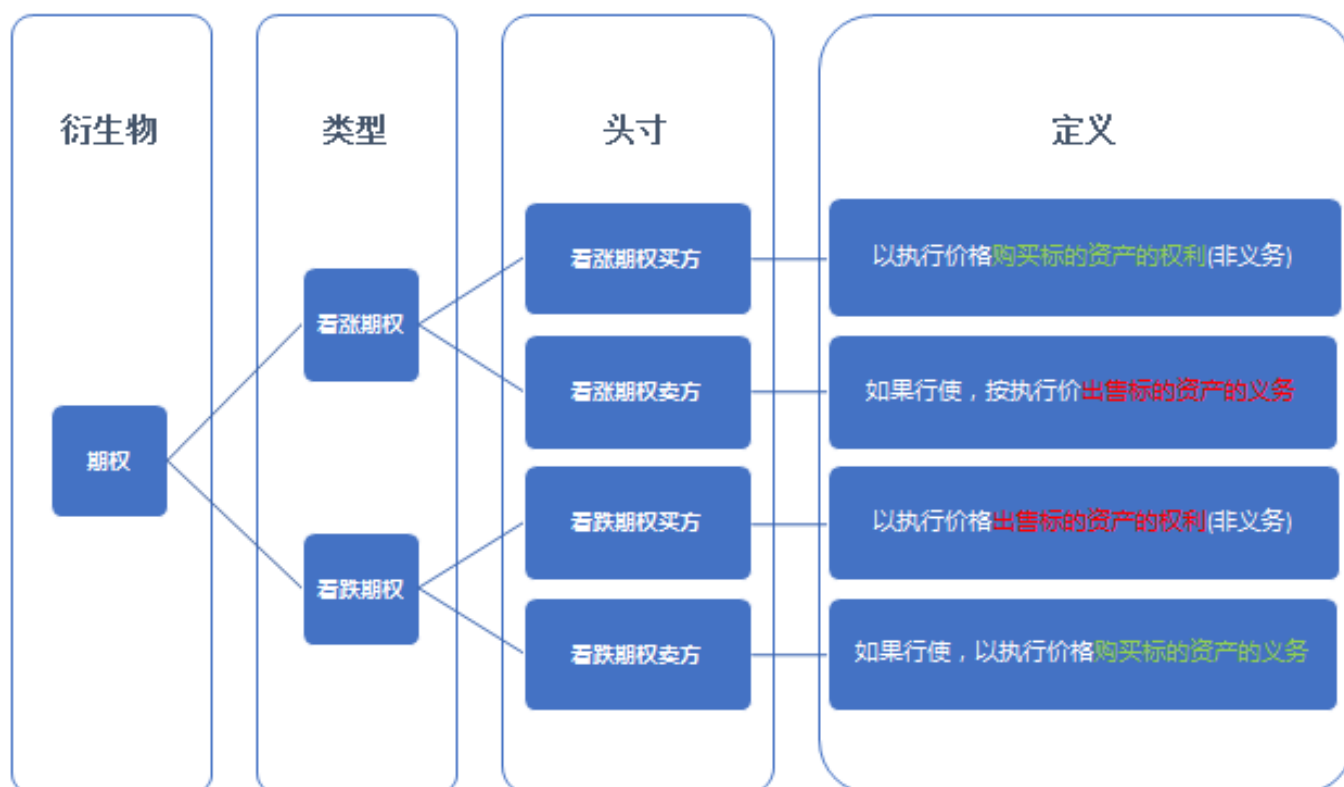 衍生物
类型
头寸
定义
期权
看涨期权
看跌期权
看涨期权买方
看涨期权卖方
看跌期权买方
看跌期权卖方
以执行价格购买标的资产的权利(非义务)
如果行使，按执行价出售标的资产的义务
以执行价格出售标的资产的权利(非义务)
如果行使，以执行价格购买标的资产的义务